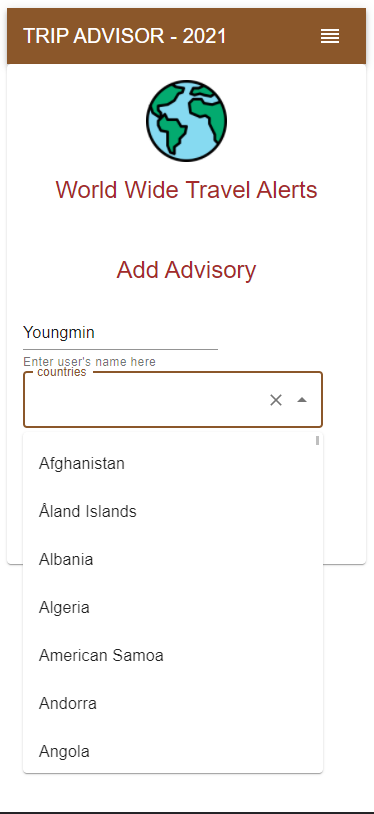 TRIP ADVISOR - 2021
World Wide Travel Alerts
Add Advisory
Youngmin
Enter user's name here
countries
Afghanistan
Åland Islands
Albania
Algeria
American Samoa
Andorra
Angola